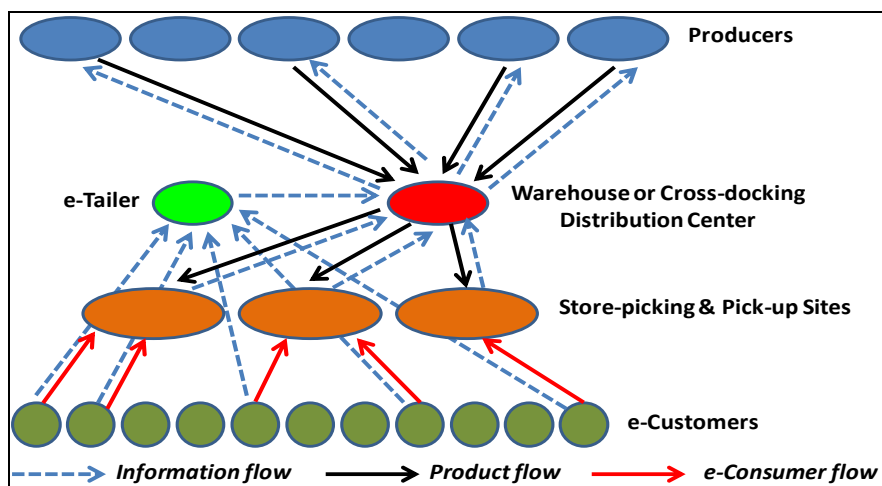 Producers
e-Tailer
Warehouse or Cross-docking
Distribution Center
Store-picking & Pick-up Sites
e-Customers
Information flow
Product flow
e-Consumer flow